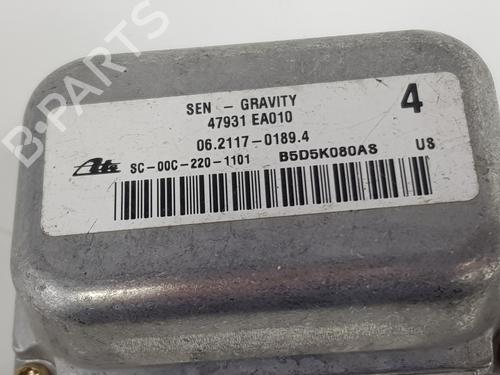 B-PARTS
SEN - GRAVITY 4
47931 EA010
06.2117-0189.4
Ate SC-00C-220-1101 B5D5K080AS US